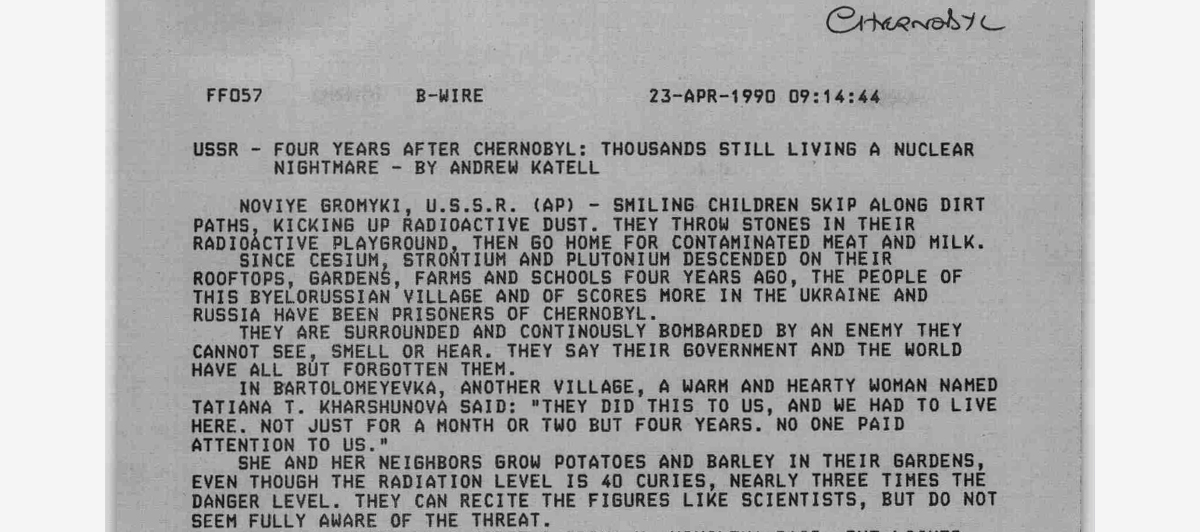 CHERNOBYL
FF057 B-WIRE 23-APR-1990 09:14:44
USSR - FOUR YEARS AFTER CHERNOBYL: THOUSANDS STILL LIVING A NUCLEAR
NIGHTMARE - BY ANDREW KATELL
NOVIYE GROMYKI, U.S.S.R. (AP) - SMILING CHILDREN SKIP ALONG DIRT
PATHS, KICKING UP RADIOACTIVE DUST. THEY THROW STONES IN THEIR
RADIOACTIVE PLAYGROUND, THEN GO HOME FOR CONTAMINATED MEAT AND MILK.
SINCE CESIUM, STRONTIUM AND PLUTONIUM DESCENDED ON THEIR
ROOFTOPS, GARDENS, FARMS AND SCHOOLS FOUR YEARS AGO, THE PEOPLE OF
THIS BYELORUSSIAN VILLAGE AND OF SCORES MORE IN THE UKRAINE AND
RUSSIA HAVE BEEN PRISONERS OF CHERNOBYL.
THEY ARE SURROUNDED AND CONTINOUSLY BOMBARDED BY AN ENEMY THEY
CANNOT SEE, SMELL OR HEAR. THEY SAY THEIR GOVERNMENT AND THE WORLD
HAVE ALL BUT FORGOTTEN THEM.
IN BARTOLOMEYEVKA, ANOTHER VILLAGE, A WARM AND HEARTY WOMAN NAMED
TATIANA T. KHARSHUNOVA SAID: "THEY DID THIS TO US, AND WE HAD TO LIVE
HERE. NOT JUST FOR A MONTH OR TWO BUT FOUR YEARS. NO ONE PAID
ATTENTION TO US."
SHE AND HER NEIGHBORS GROW POTATOES AND BARLEY IN THEIR GARDENS,
EVEN THOUGH THE RADIATION LEVEL IS 40 CURIES, NEARLY THREE TIMES THE
DANGER LEVEL. THEY CAN RECITE THE FIGURES LIKE SCIENTISTS, BUT DO NOT
SEEM FULLY AWARE OF THE THREAT.